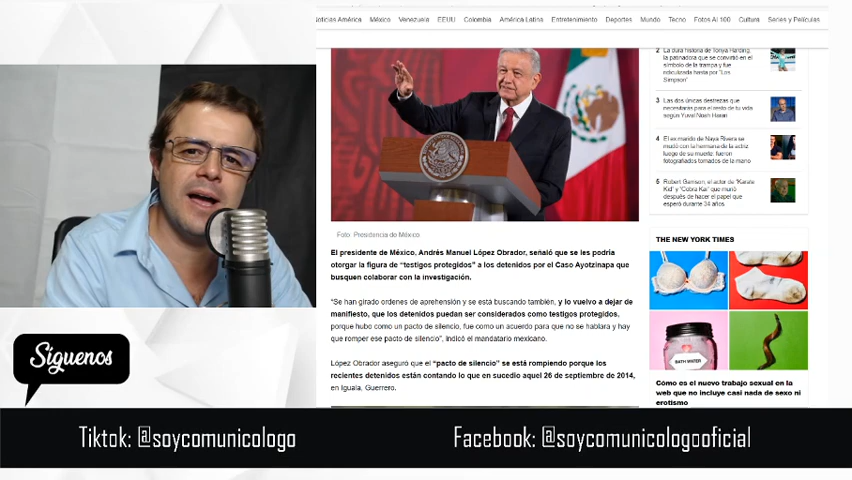 Noticias América México Venezuela EEUU Colombia América Latina Entretenimiento Deportes Mundo Tecno Fotos Al 100 Cultura Series y Películas
Foto: Presidencia de México
El presidente de México, Andrés Manuel López Obrador, señaló que se les podría
otorgar la figura de “testigos protegidos” a los detenidos por el Caso Ayotzinapa que
busquen colaborar con la investigación.
“Se han girado ordenes de aprehensión y se está buscando también, y lo vuelvo a dejar de
manifiesto, que los detenidos puedan ser considerados como testigos protegidos,
porque hubo como un pacto de silencio, fue como un acuerdo para que no se hablara y hay
que romper ese pacto de silencio”, indicó el mandatario mexicano.
López Obrador aseguró que el “pacto de silencio” se está rompiendo porque los
recientes detenidos están contando lo que en sucedio aquel 26 de septiembre de 2014,
en Iguala, Guerrero.
2 La dura historia de Tonya Harding,
la patinadora que se convirtió en el
símbolo de la trampa y fue
ridiculizada hasta por "Los
Simpson"
3 Las dos únicas destrezas que
necesitarás para el resto de tu vida
según Yuval Noah Harari
4 El ex marido de Naya Rivera se
mudó con la hermana de la actriz
luego de su muerte: fueron
fotografiados tomados de la mano
5 Robert Garrison, el actor de "Karate
Kid" y "Cobra Kai" que murió
después de hacer el papel que
esperó durante 34 años
THE NEW YORK TIMES
BATH WATER
Cómo es el nuevo trabajo sexual en la
web que no incluye casi nada de sexo ni
erotismo
Síguenos
Tiktok: @soycomunicologo
Facebook: @soycomunicologooficial